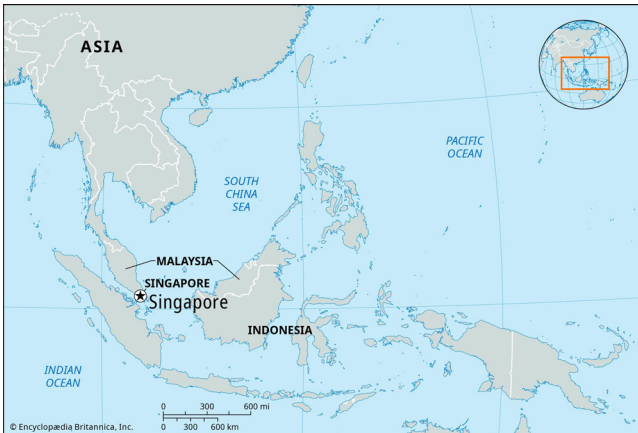 ASIA
PACIFIC
OCEAN
SOUTH
CHINA
SEA
MALAYSIA
SINGAPORE
Singapore
INDONESIA
INDIAN
OCEAN
0 300 600 mi
0 300 600 km
© Encyclopædia Britannica, Inc.